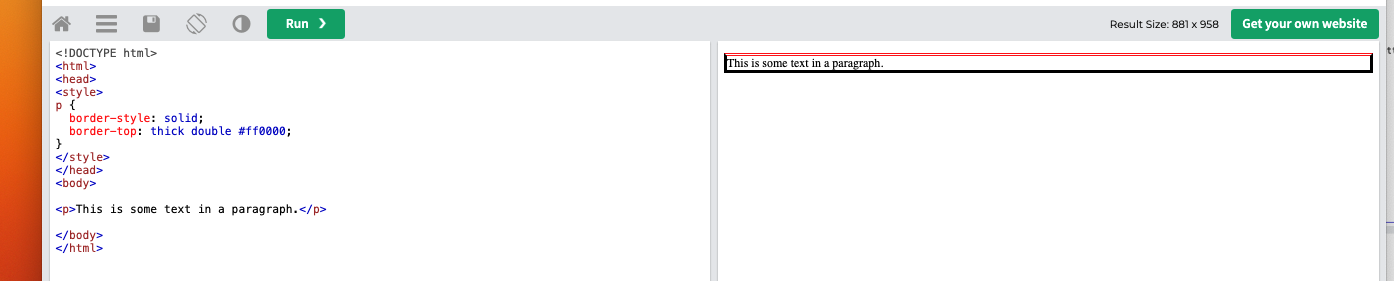 Run ❯
Result Size: 881 x 958
Get your own website
<!DOCTYPE html>
<html>
<head>
<style>
p {
  border-style: solid;
  border-top: thick double #ff0000;
}
</style>
</head>
<body>
<p>This is some text in a paragraph.</p>
</body>
</html>
This is some text in a paragraph.